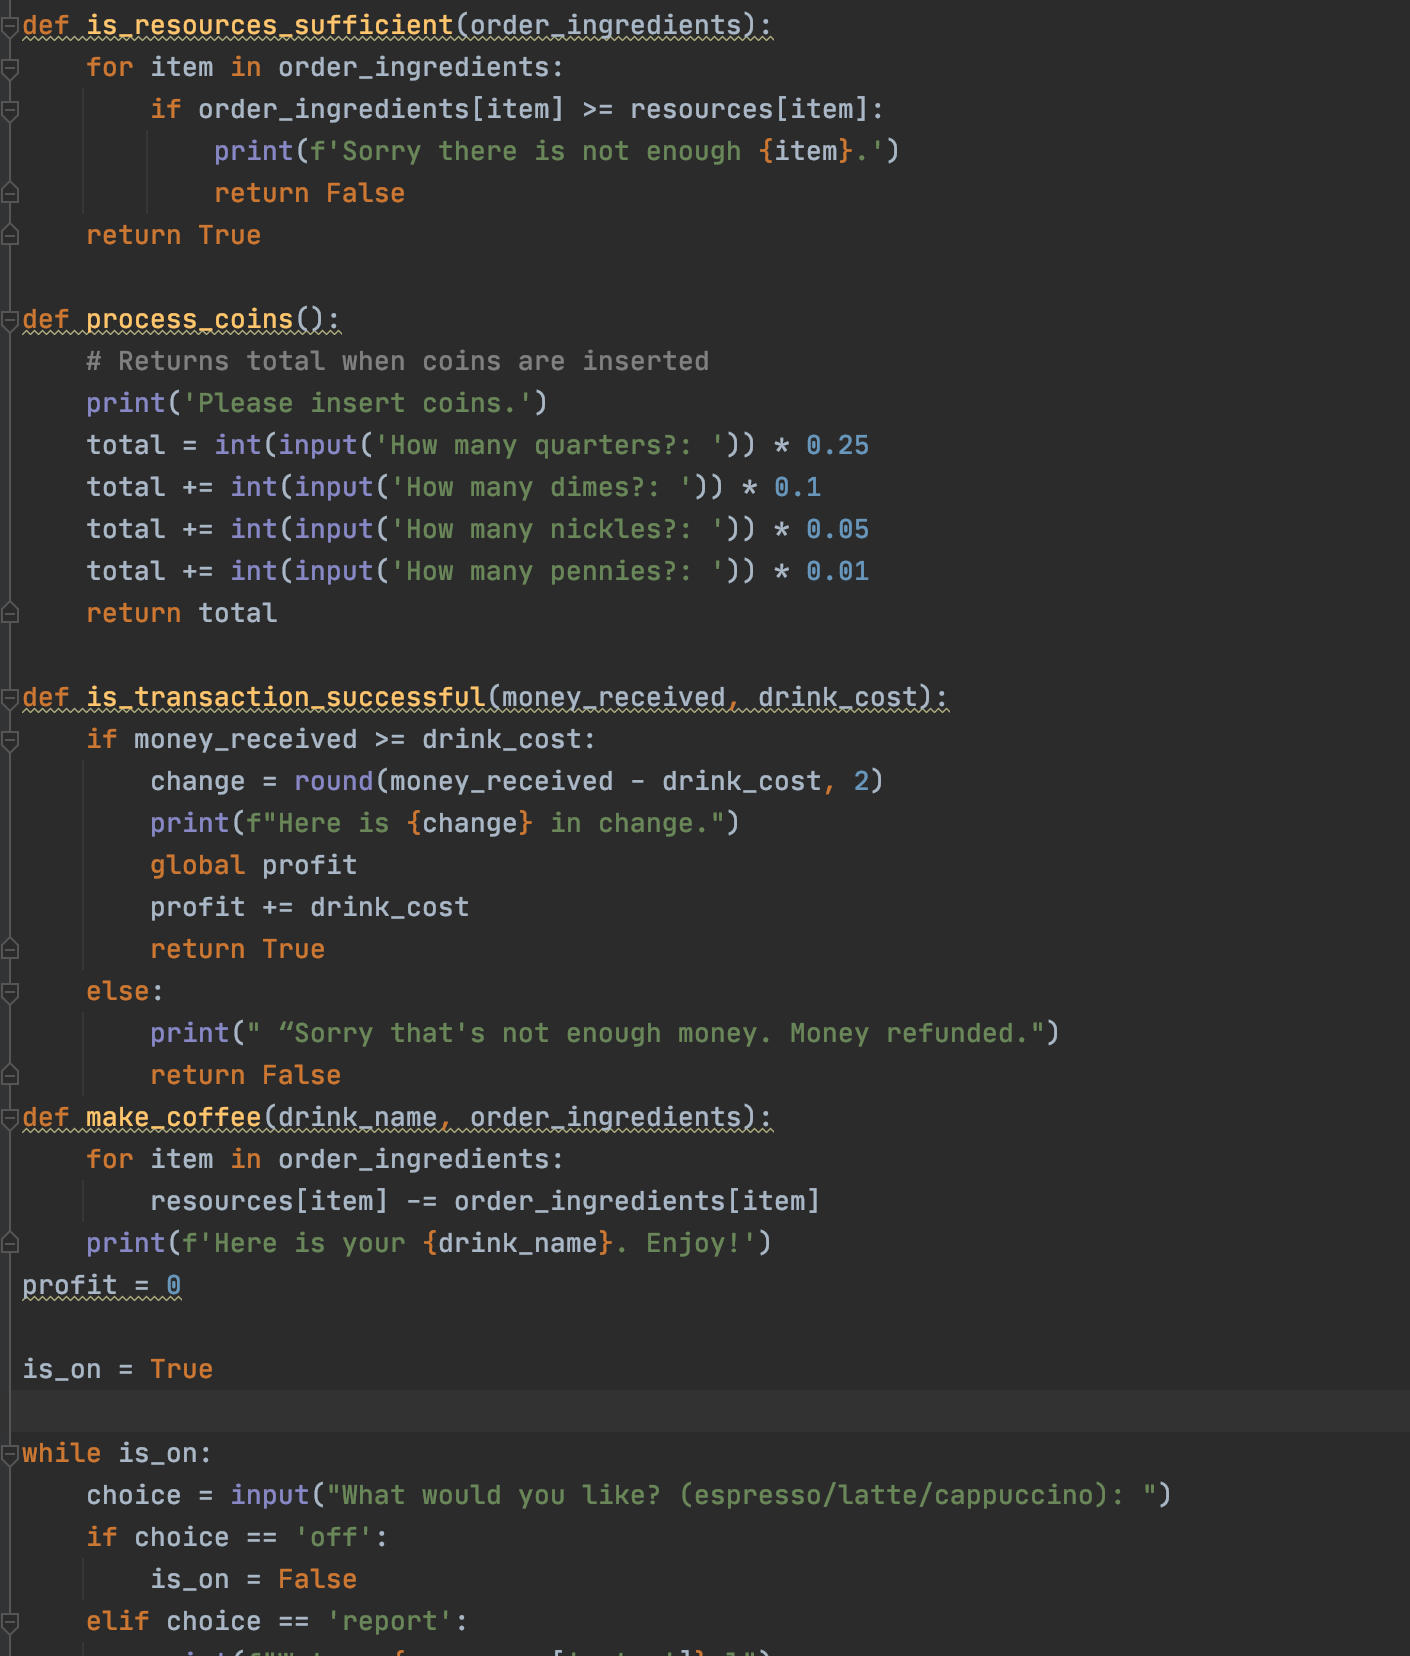 def is_resources_sufficient(order_ingredients):
    for item in order_ingredients:
        if order_ingredients[item] >= resources[item]:
            print(f'Sorry there is not enough {item}.')
            return False
    return True

def process_coins():
    # Returns total when coins are inserted
    print('Please insert coins.')
    total = int(input('How many quarters?: ')) * 0.25
    total += int(input('How many dimes?: ')) * 0.1
    total += int(input('How many nickles?: ')) * 0.05
    total += int(input('How many pennies?: ')) * 0.01
    return total

def is_transaction_successful(money_received, drink_cost):
    if money_received >= drink_cost:
        change = round(money_received - drink_cost, 2)
        print(f"Here is {change} in change.")
        global profit
        profit += drink_cost
        return True
    else:
        print(" “Sorry that's not enough money. Money refunded.")
        return False
def make_coffee(drink_name, order_ingredients):
    for item in order_ingredients:
        resources[item] -= order_ingredients[item]
    print(f'Here is your {drink_name}. Enjoy!')
profit = 0

is_on = True

while is_on:
    choice = input("What would you like? (espresso/latte/cappuccino): ")
    if choice == 'off':
        is_on = False
    elif choice == 'report':